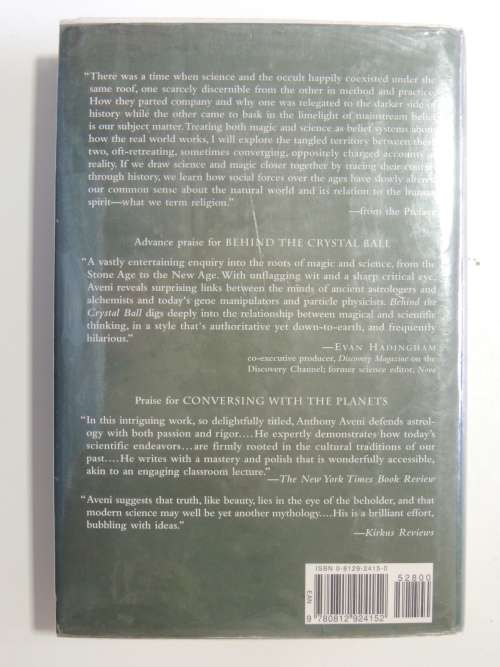 “There was a time when science and the occult happily coexisted under the
same roof, one scarcely discernible from the other in method and practice.
How they parted company and why one was telegated to the darker side of
history while the other came to bask in the limelight of mainstream belief
is our subject matter. Treating both magic and science as belief systems about
how the real world works, I will explore the tangled territory between these
two, oft-retreating, sometimes converging, oppositely charged accounts of
reality. If we draw science and magic closer together by tracing their courses
through history, we learn how social forces over the ages have slowly altered
our common sense about the natural world and its relation to the human
spirit—what we term religion.”
—from the Preface
Advance praise for BEHIND THE CRYSTAL BALL
“A vastly entertaining enquiry into the roots of magic and science, from the
Stone Age to the New Age. With unflagging wit and a sharp critical eye,
Aveni reveals surprising links between the minds of ancient astrologers and
alchemists and today's gene manipulators and particle physicists. Behind the
Crystal Ball digs deeply into the relationship between magical and scientific
thinking, in a style that's authoritative yet down-to-earth, and frequently
hilarious.”
—EVAN HADINGHAM
co-executive producer, Discovery Magazine on the
Discovery Channel; former science editor, Nova
Praise for CONVERSING WITH THE PLANETS
“In this intriguing work, so delightfully titled, Anthony Aveni defends astrol-
ogy with both passion and rigor....He expertly demonstrates how today's
scientific endeavors...are firmly rooted in the cultural traditions of our
past....He writes with a mastery and polish that is wonderfully accessible,
akin to an engaging classroom lecture.”
—The New York Times Book Review
“Aveni suggests that truth, like beauty, lies in the eye of the beholder, and that
modern science may well be yet another mythology....His is a brilliant effort,
bubbling with ideas.”
—Kirkus Reviews
ISBN 0-8129-2415-0
52800
EAN
9 780812 924152